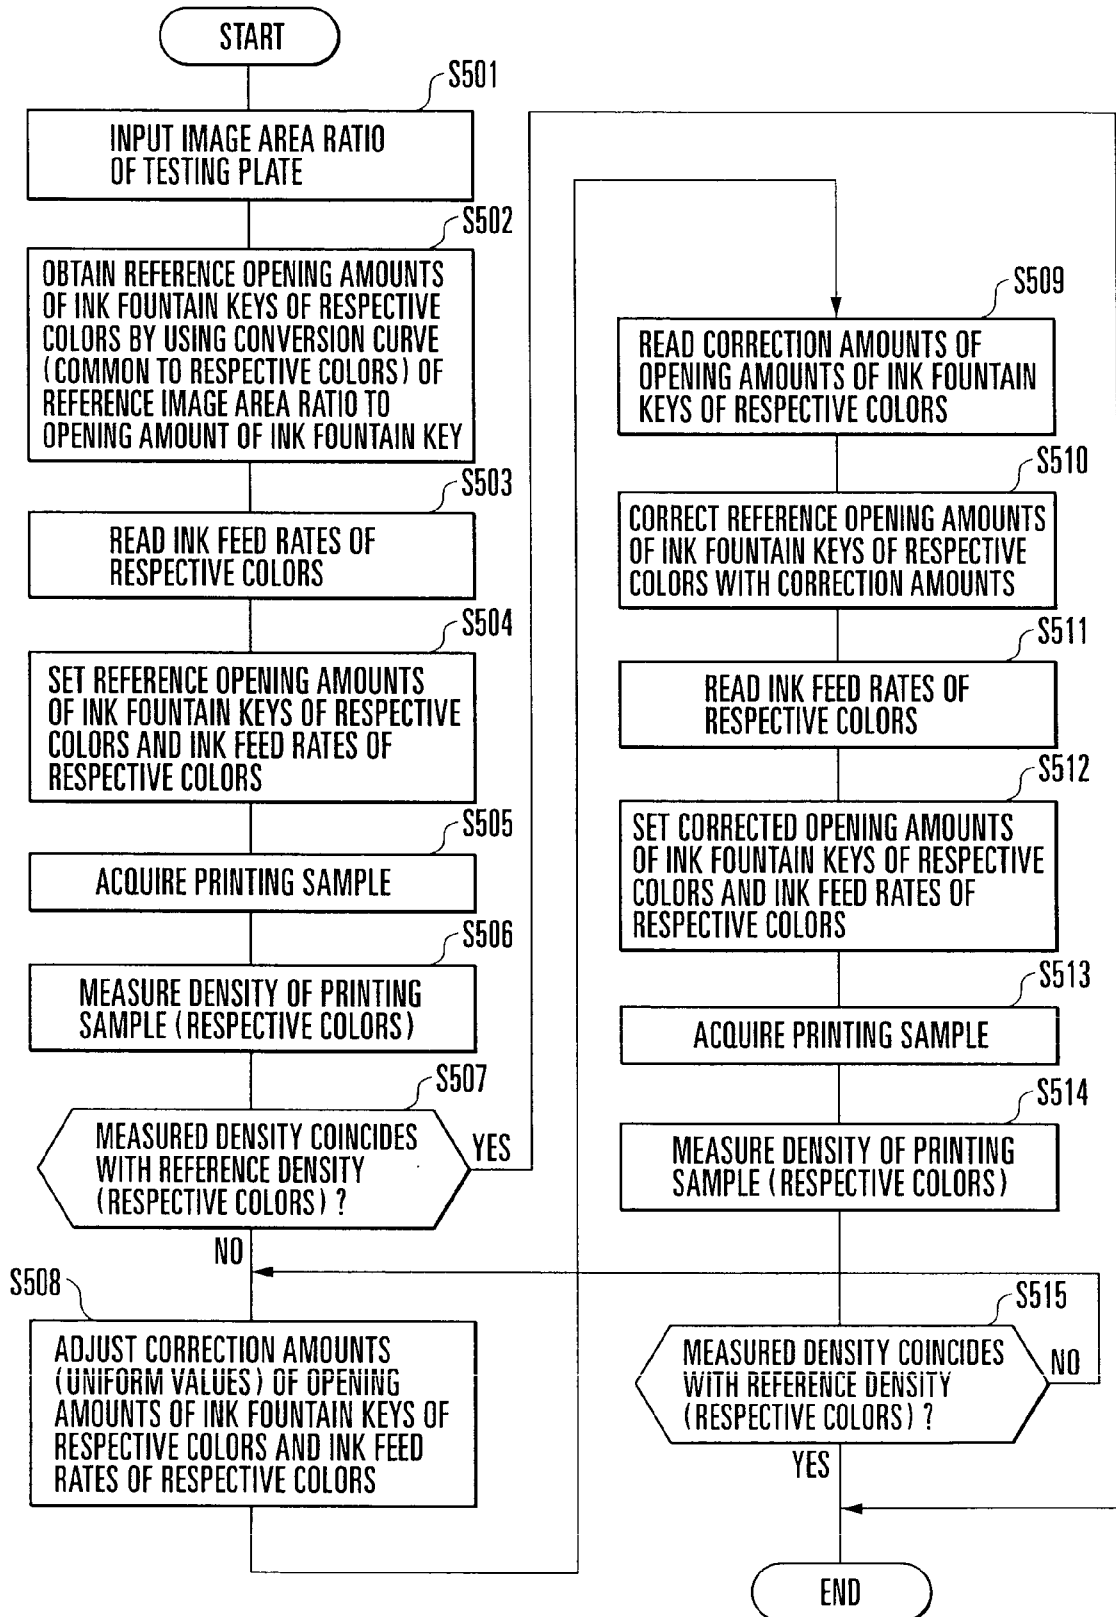 START
S501
INPUT IMAGE AREA RATIO
OF TESTING PLATE
S502
OBTAIN REFERENCE OPENING AMOUNTS
OF INK FOUNTAIN KEYS OF RESPECTIVE
COLORS BY USING CONVERSION CURVE
(COMMON TO RESPECTIVE COLORS) OF
REFERENCE IMAGE AREA RATIO TO
OPENING AMOUNT OF INK FOUNTAIN KEY
S503
READ INK FEED RATES OF
RESPECTIVE COLORS
S504
SET REFERENCE OPENING AMOUNTS
OF INK FOUNTAIN KEYS OF RESPECTIVE
COLORS AND INK FEED RATES OF
RESPECTIVE COLORS
S505
ACQUIRE PRINTING SAMPLE
S506
MEASURE DENSITY OF PRINTING
SAMPLE (RESPECTIVE COLORS)
S507
MEASURED DENSITY COINCIDES
WITH REFERENCE DENSITY
(RESPECTIVE COLORS) ?
YES
NO
S508
ADJUST CORRECTION AMOUNTS
(UNIFORM VALUES) OF OPENING
AMOUNTS OF INK FOUNTAIN KEYS OF
RESPECTIVE COLORS AND INK FEED
RATES OF RESPECTIVE COLORS
S509
READ CORRECTION AMOUNTS OF
OPENING AMOUNTS OF INK FOUNTAIN
KEYS OF RESPECTIVE COLORS
S510
CORRECT REFERENCE OPENING AMOUNTS
OF INK FOUNTAIN KEYS OF RESPECTIVE
COLORS WITH CORRECTION AMOUNTS
S511
READ INK FEED RATES OF
RESPECTIVE COLORS
S512
SET CORRECTED OPENING AMOUNTS
OF INK FOUNTAIN KEYS OF RESPECTIVE
COLORS AND INK FEED RATES OF
RESPECTIVE COLORS
S513
ACQUIRE PRINTING SAMPLE
S514
MEASURE DENSITY OF PRINTING
SAMPLE (RESPECTIVE COLORS)
S515
MEASURED DENSITY COINCIDES
WITH REFERENCE DENSITY
(RESPECTIVE COLORS) ?
NO
YES
END